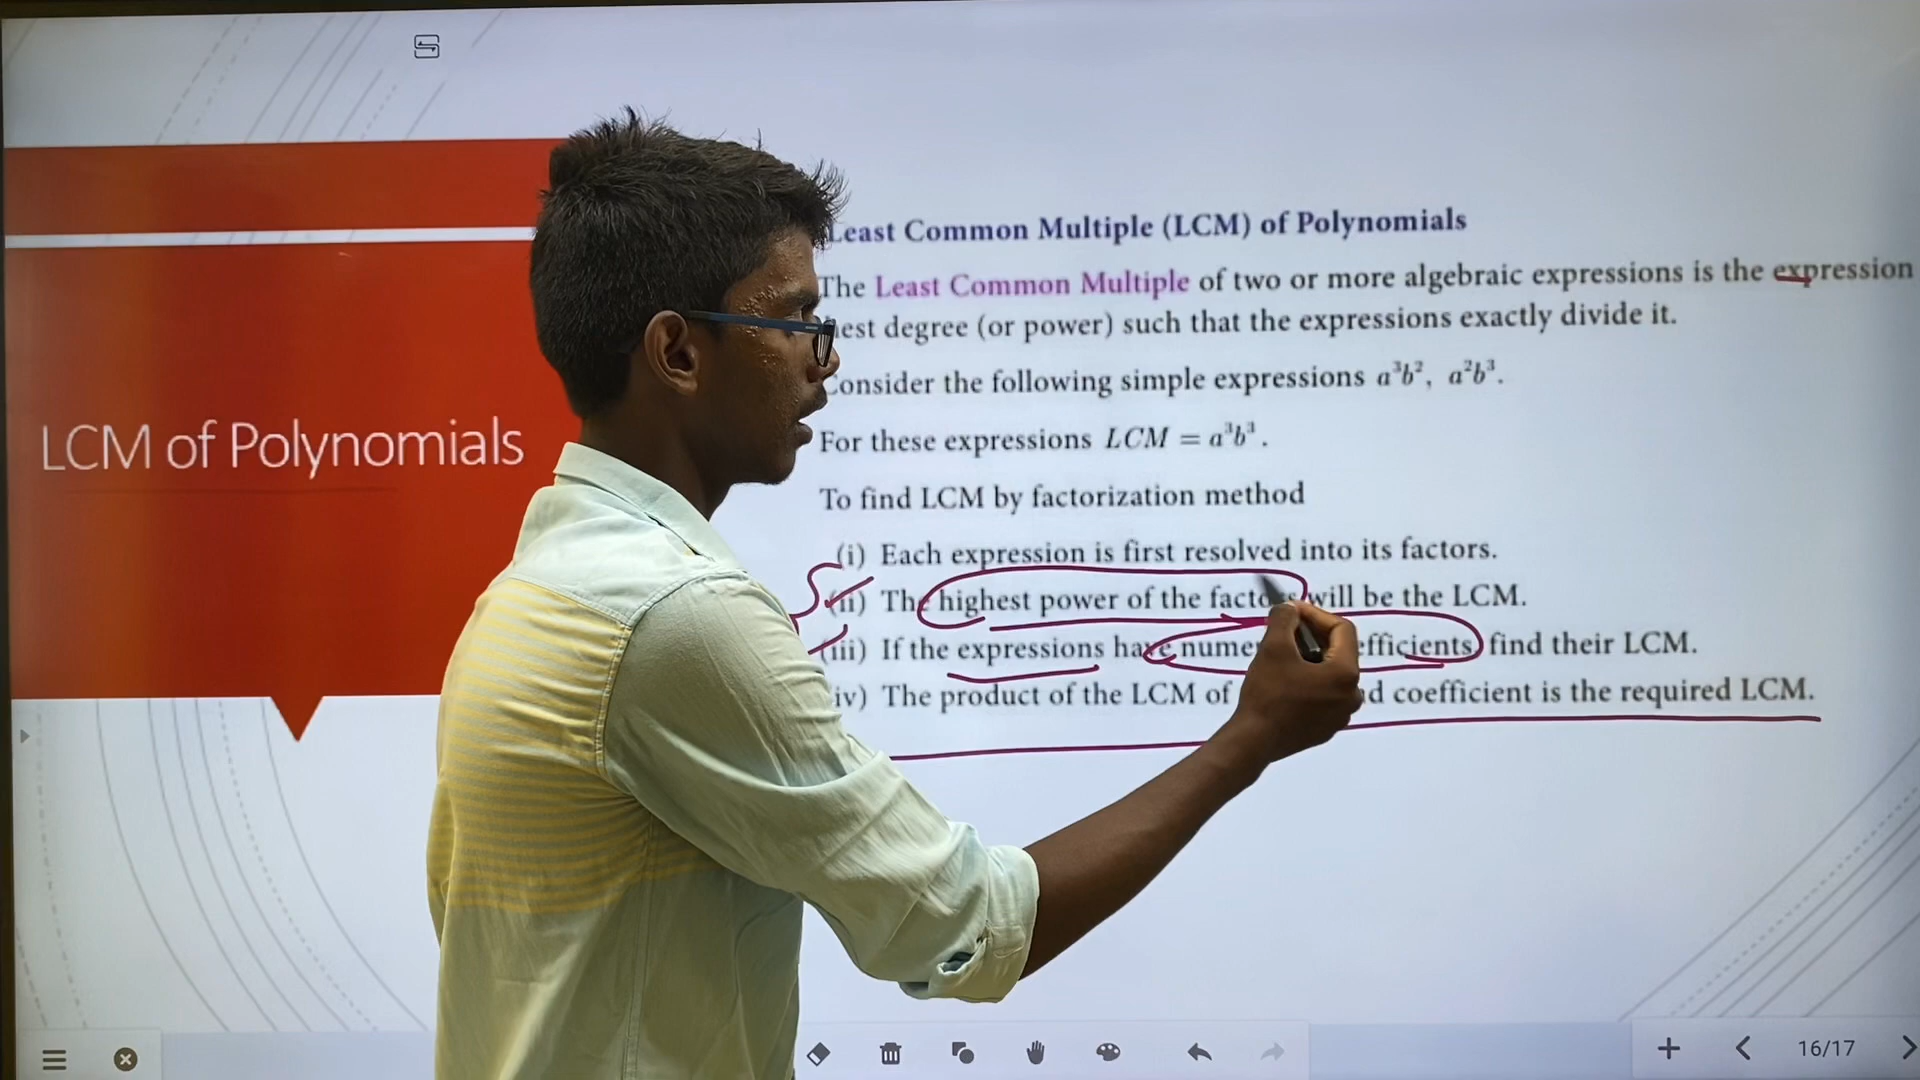 LCM of Polynomials
Least Common Multiple (LCM) of Polynomials
The Least Common Multiple of two or more algebraic expressions is the expression
degree (or power) such that the expressions exactly divide it.
Consider the following simple expressions a³b², a²b³.
For these expressions LCM = a³b³.
To find LCM by factorization method
(i) Each expression is first resolved into its factors.
(ii) The highest power of the factors will be the LCM.
(iii) If the expressions have find their LCM.
iv) The product of the LCM of coefficient is the required LCM.
16/17